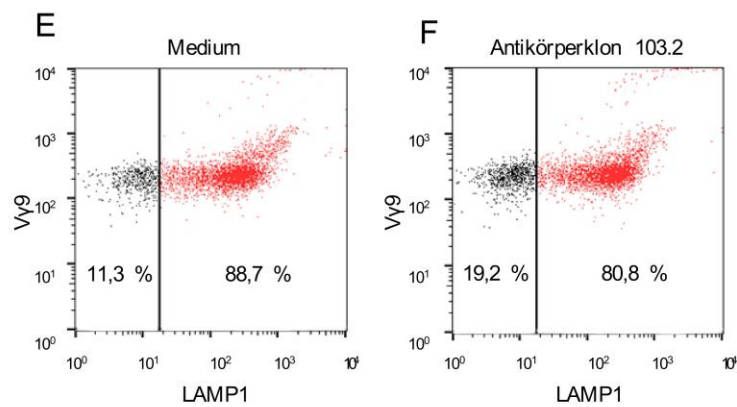 E
Medium
Vγ9
10⁴
10³
10²
10¹
10⁰
11,3 %
88,7 %
10⁰ 10¹ 10² 10³ 10⁴
LAMP1
F
Antikörperklon 103.2
Vγ9
10⁴
10³
10²
10¹
10⁰
19,2 %
80,8 %
10⁰ 10¹ 10² 10³ 10⁴
LAMP1